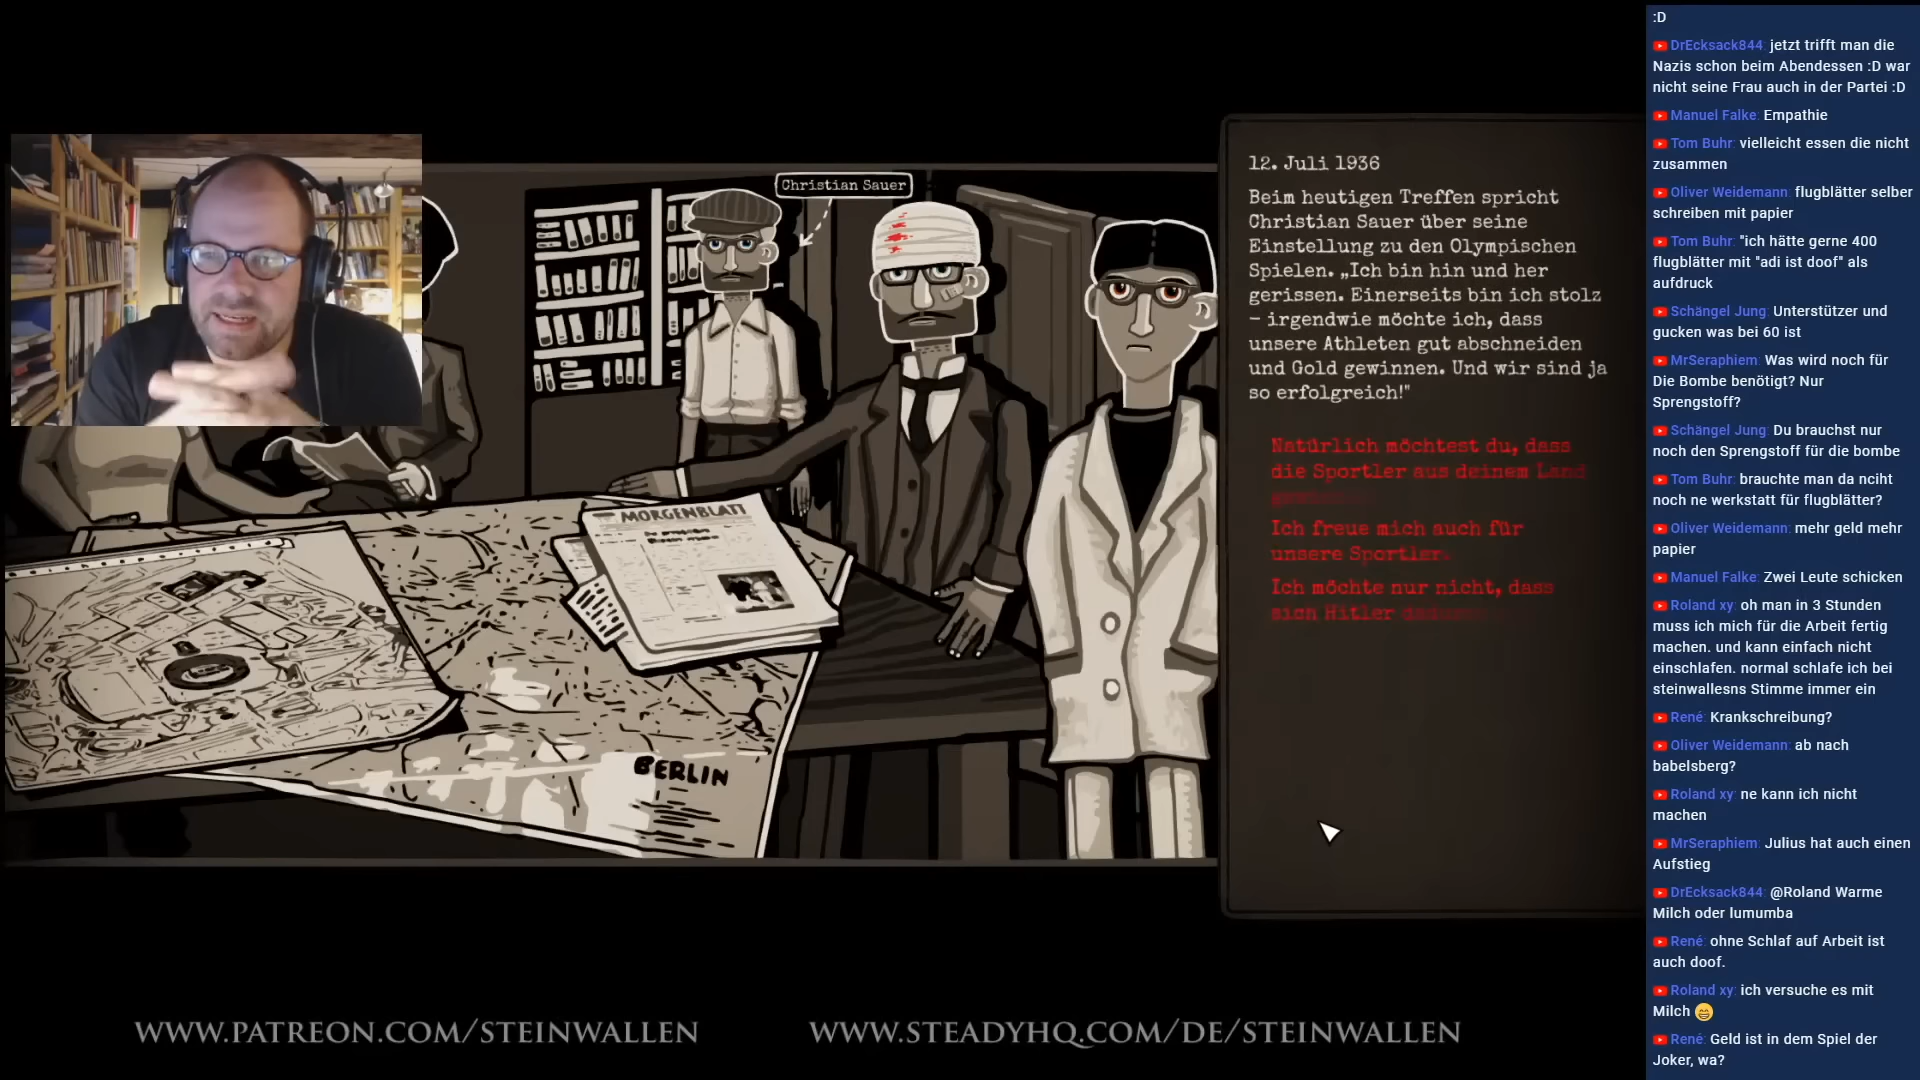 Christian Sauer
MORGENBLATT
BERLIN
12. Juli 1936
Beim heutigen Treffen spricht
Christian Sauer über seine
Einstellung zu den Olympischen
Spielen. „Ich bin hin und her
gerissen. Einerseits bin ich stolz
– irgendwie möchte ich, dass
unsere Athleten gut abschneiden
und Gold gewinnen. Und wir sind ja
so erfolgreich!"
Natürlich möchtest du, dass
die Sportler aus deinem Land
Ich freue mich auch für
unsere Sportler.
Ich möchte nur nicht, dass
sich Hitler
WWW.PATREON.COM/STEINWALLEN
WWW.STEADYHQ.COM/DE/STEINWALLEN
:D
DrEcksack844: jetzt trifft man die
Nazis schon beim Abendessen :D war
nicht seine Frau auch in der Partei :D
Manuel Falke: Empathie
Tom Buhr: vielleicht essen die nicht
zusammen
Oliver Weidemann: flugblätter selber
schreiben mit papier
Tom Buhr: "ich hätte gerne 400
flugblätter mit "adi ist doof" als
aufdruck
Schängel Jung: Unterstützer und
gucken was bei 60 ist
MrSeraphiem: Was wird noch für
Die Bombe benötigt? Nur
Sprengstoff?
Schängel Jung: Du brauchst nur
noch den Sprengstoff für die bombe
Tom Buhr: brauchte man da nciht
noch ne werkstatt für flugblätter?
Oliver Weidemann: mehr geld mehr
papier
Manuel Falke: Zwei Leute schicken
Roland xy: oh man in 3 Stunden
muss ich mich für die Arbeit fertig
machen. und kann einfach nicht
einschlafen. normal schlafe ich bei
steinwallesns Stimme immer ein
René: Krankschreibung?
Oliver Weidemann: ab nach
babelsberg?
Roland xy: ne kann ich nicht
machen
MrSeraphiem: Julius hat auch einen
Aufstieg
DrEcksack844: @Roland Warme
Milch oder lumumba
René: ohne Schlaf auf Arbeit ist
auch doof.
Roland xy: ich versuche es mit
Milch 😄
René: Geld ist in dem Spiel der
Joker, wa?